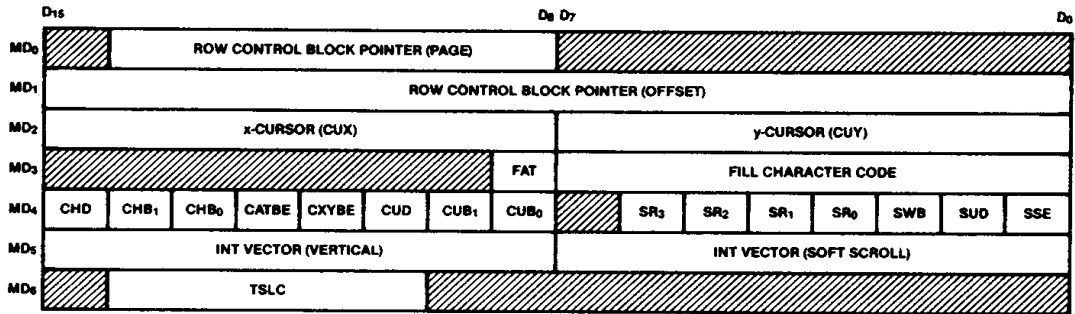 D₁₅ D₈ D₇ D₀
MD₀ ROW CONTROL BLOCK POINTER (PAGE)
MD₁ ROW CONTROL BLOCK POINTER (OFFSET)
MD₂ x-CURSOR (CUX) y-CURSOR (CUY)
MD₃ FAT FILL CHARACTER CODE
MD₄ CHD CHB₁ CHB₀ CATBE CXYBE CUD CUB₁ CUB₀ SR₃ SR₂ SR₁ SR₀ SWB SUD SSE
MD₅ INT VECTOR (VERTICAL) INT VECTOR (SOFT SCROLL)
MD₆ TSLC